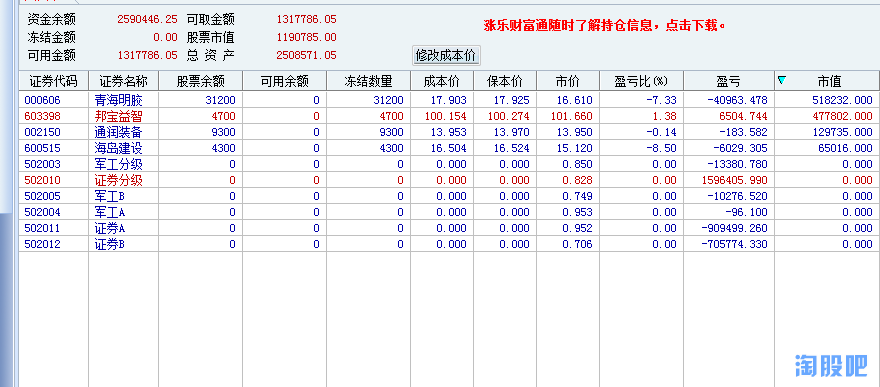 资金余额 2590446.25 可取金额 1317786.05
涨乐财富通随时了解持仓信息，点击下载。
冻结金额 0.00 股票市值 1190785.00
可用金额 1317786.05 总 资 产 2508571.05 修改成本价
证券代码 证券名称 股票余额 可用余额 冻结数量 成本价 保本价 市价 盈亏比(%) 盈亏 市值
000606 青海明胶 31200 0 31200 17.903 17.925 16.610 -7.33 -40963.478 518232.000
603398 邦宝益智 4700 0 4700 100.154 100.274 101.660 1.38 6504.744 477802.000
002150 通润装备 9300 0 9300 13.953 13.970 13.950 -0.14 -183.582 129735.000
600515 海岛建设 4300 0 4300 16.504 16.524 15.120 -8.50 -6029.305 65016.000
502003 军工分级 0 0 0 0.000 0.000 0.850 0.00 -13380.780 0.000
502010 证券分级 0 0 0 0.000 0.000 0.828 0.00 1596405.990 0.000
502005 军工B 0 0 0 0.000 0.000 0.749 0.00 -10276.520 0.000
502004 军工A 0 0 0 0.000 0.000 0.953 0.00 -96.100 0.000
502011 证券A 0 0 0 0.000 0.000 0.952 0.00 -909499.260 0.000
502012 证券B 0 0 0 0.000 0.000 0.706 0.00 -705774.330 0.000
淘股吧